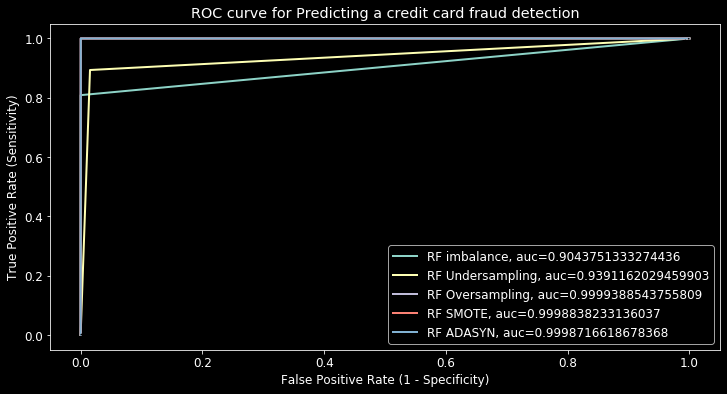 ROC curve for Predicting a credit card fraud detection
True Positive Rate (Sensitivity)
1.0
0.8
0.6
0.4
0.2
0.0
RF imbalance, auc=0.9043751333274436
RF Undersampling, auc=0.9391162029459903
RF Oversampling, auc=0.9999388543755809
RF SMOTE, auc=0.9998838233136037
RF ADASYN, auc=0.9998716618678368
0.0 0.2 0.4 0.6 0.8 1.0
False Positive Rate (1 - Specificity)